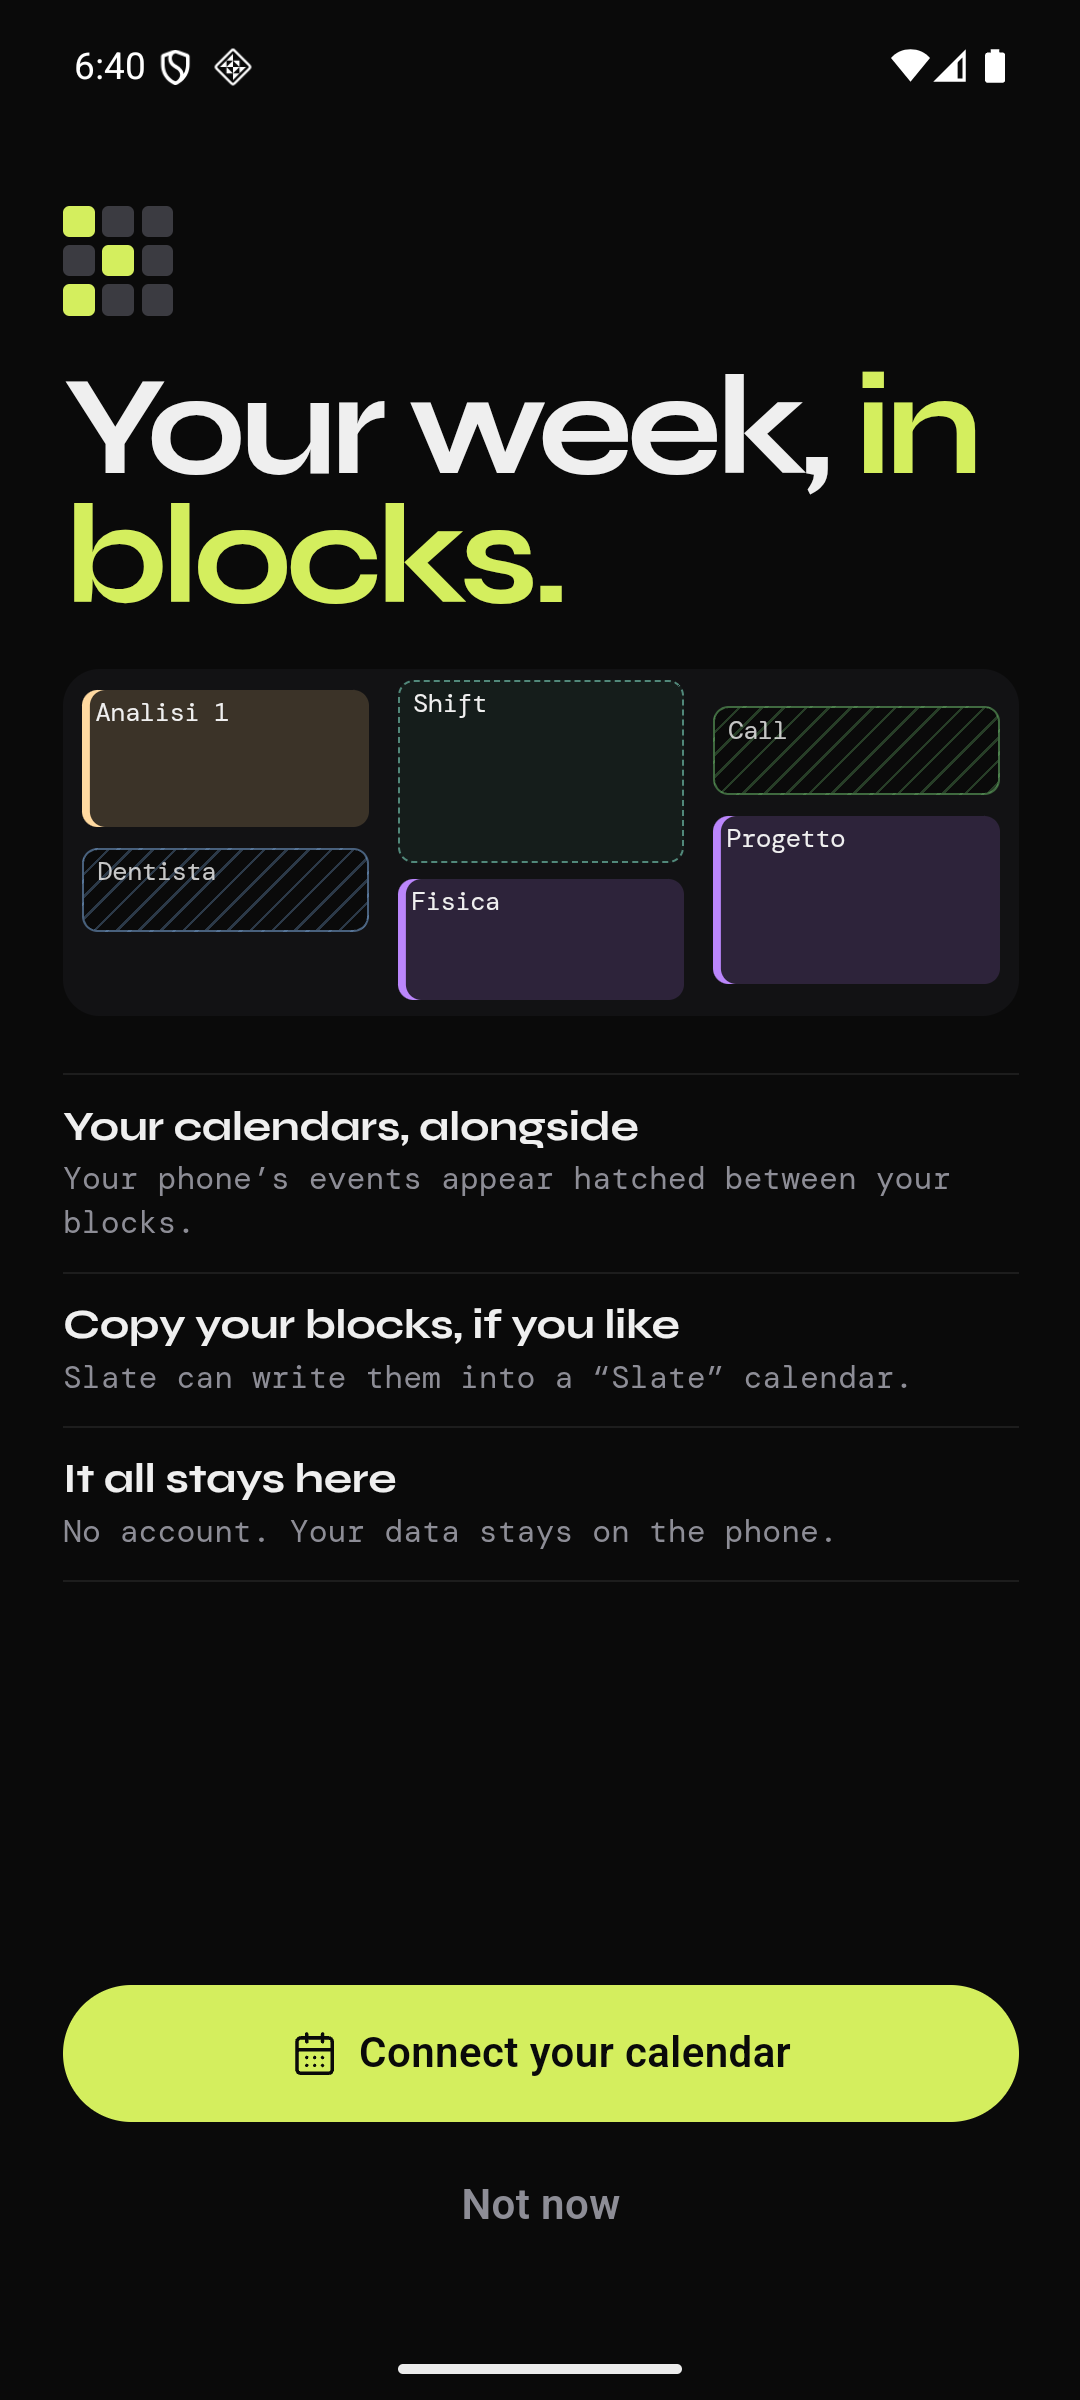 6:40
Your week, in
blocks.
Analisi 1
Shift
Call
Dentista
Progetto
Fisica
Your calendars, alongside
Your phone’s events appear hatched between your
blocks.
Copy your blocks, if you like
Slate can write them into a “Slate” calendar.
It all stays here
No account. Your data stays on the phone.
Connect your calendar
Not now